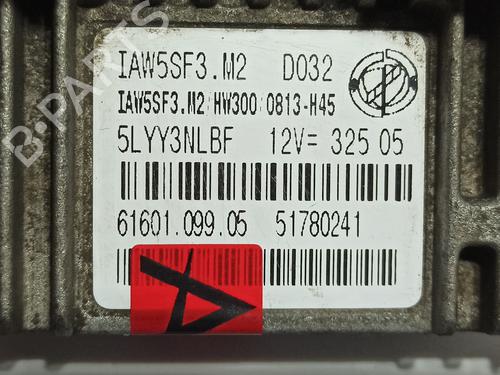 IAW5SF3.M2 D032
IAW5SF3.M2/HW300/0813-H45
5LYY3NLBF 12V= 325 05
61601.099.05 51780241
A
B-PARTS